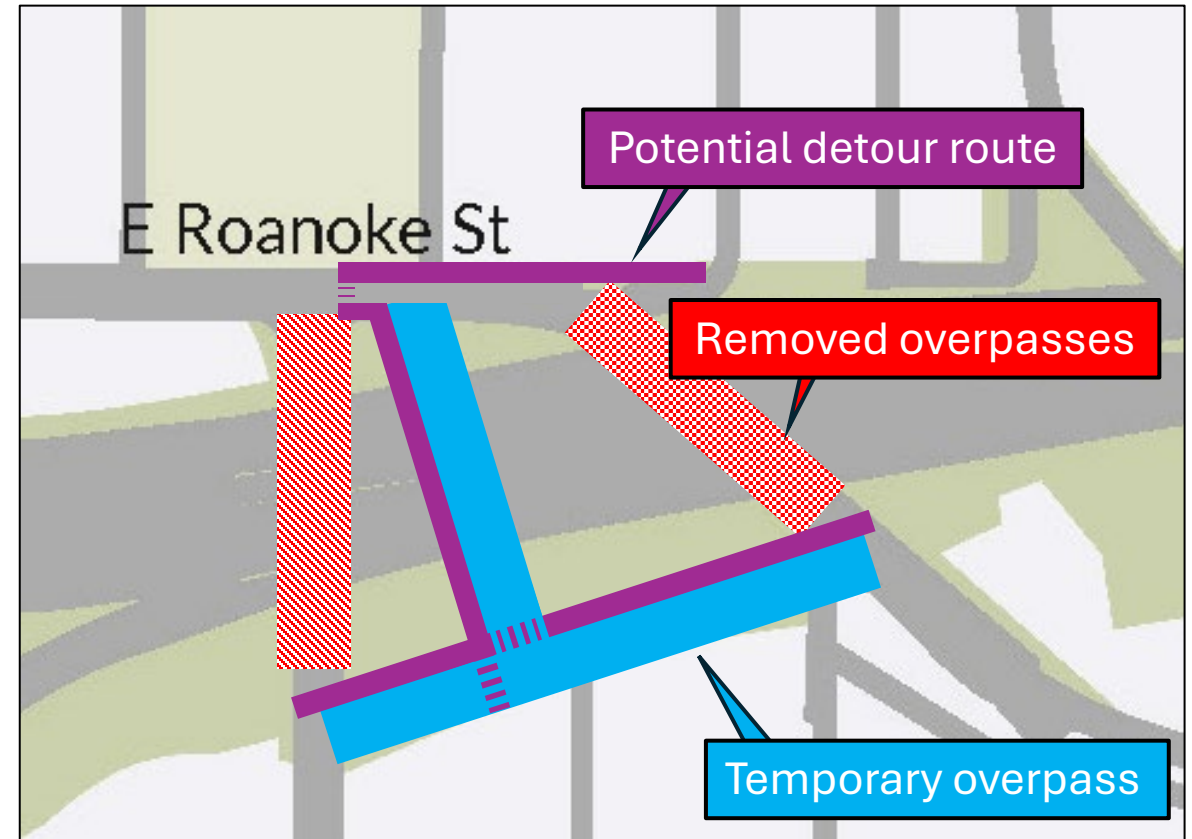 Potential detour route
E Roanoke St
Removed overpasses
Temporary overpass